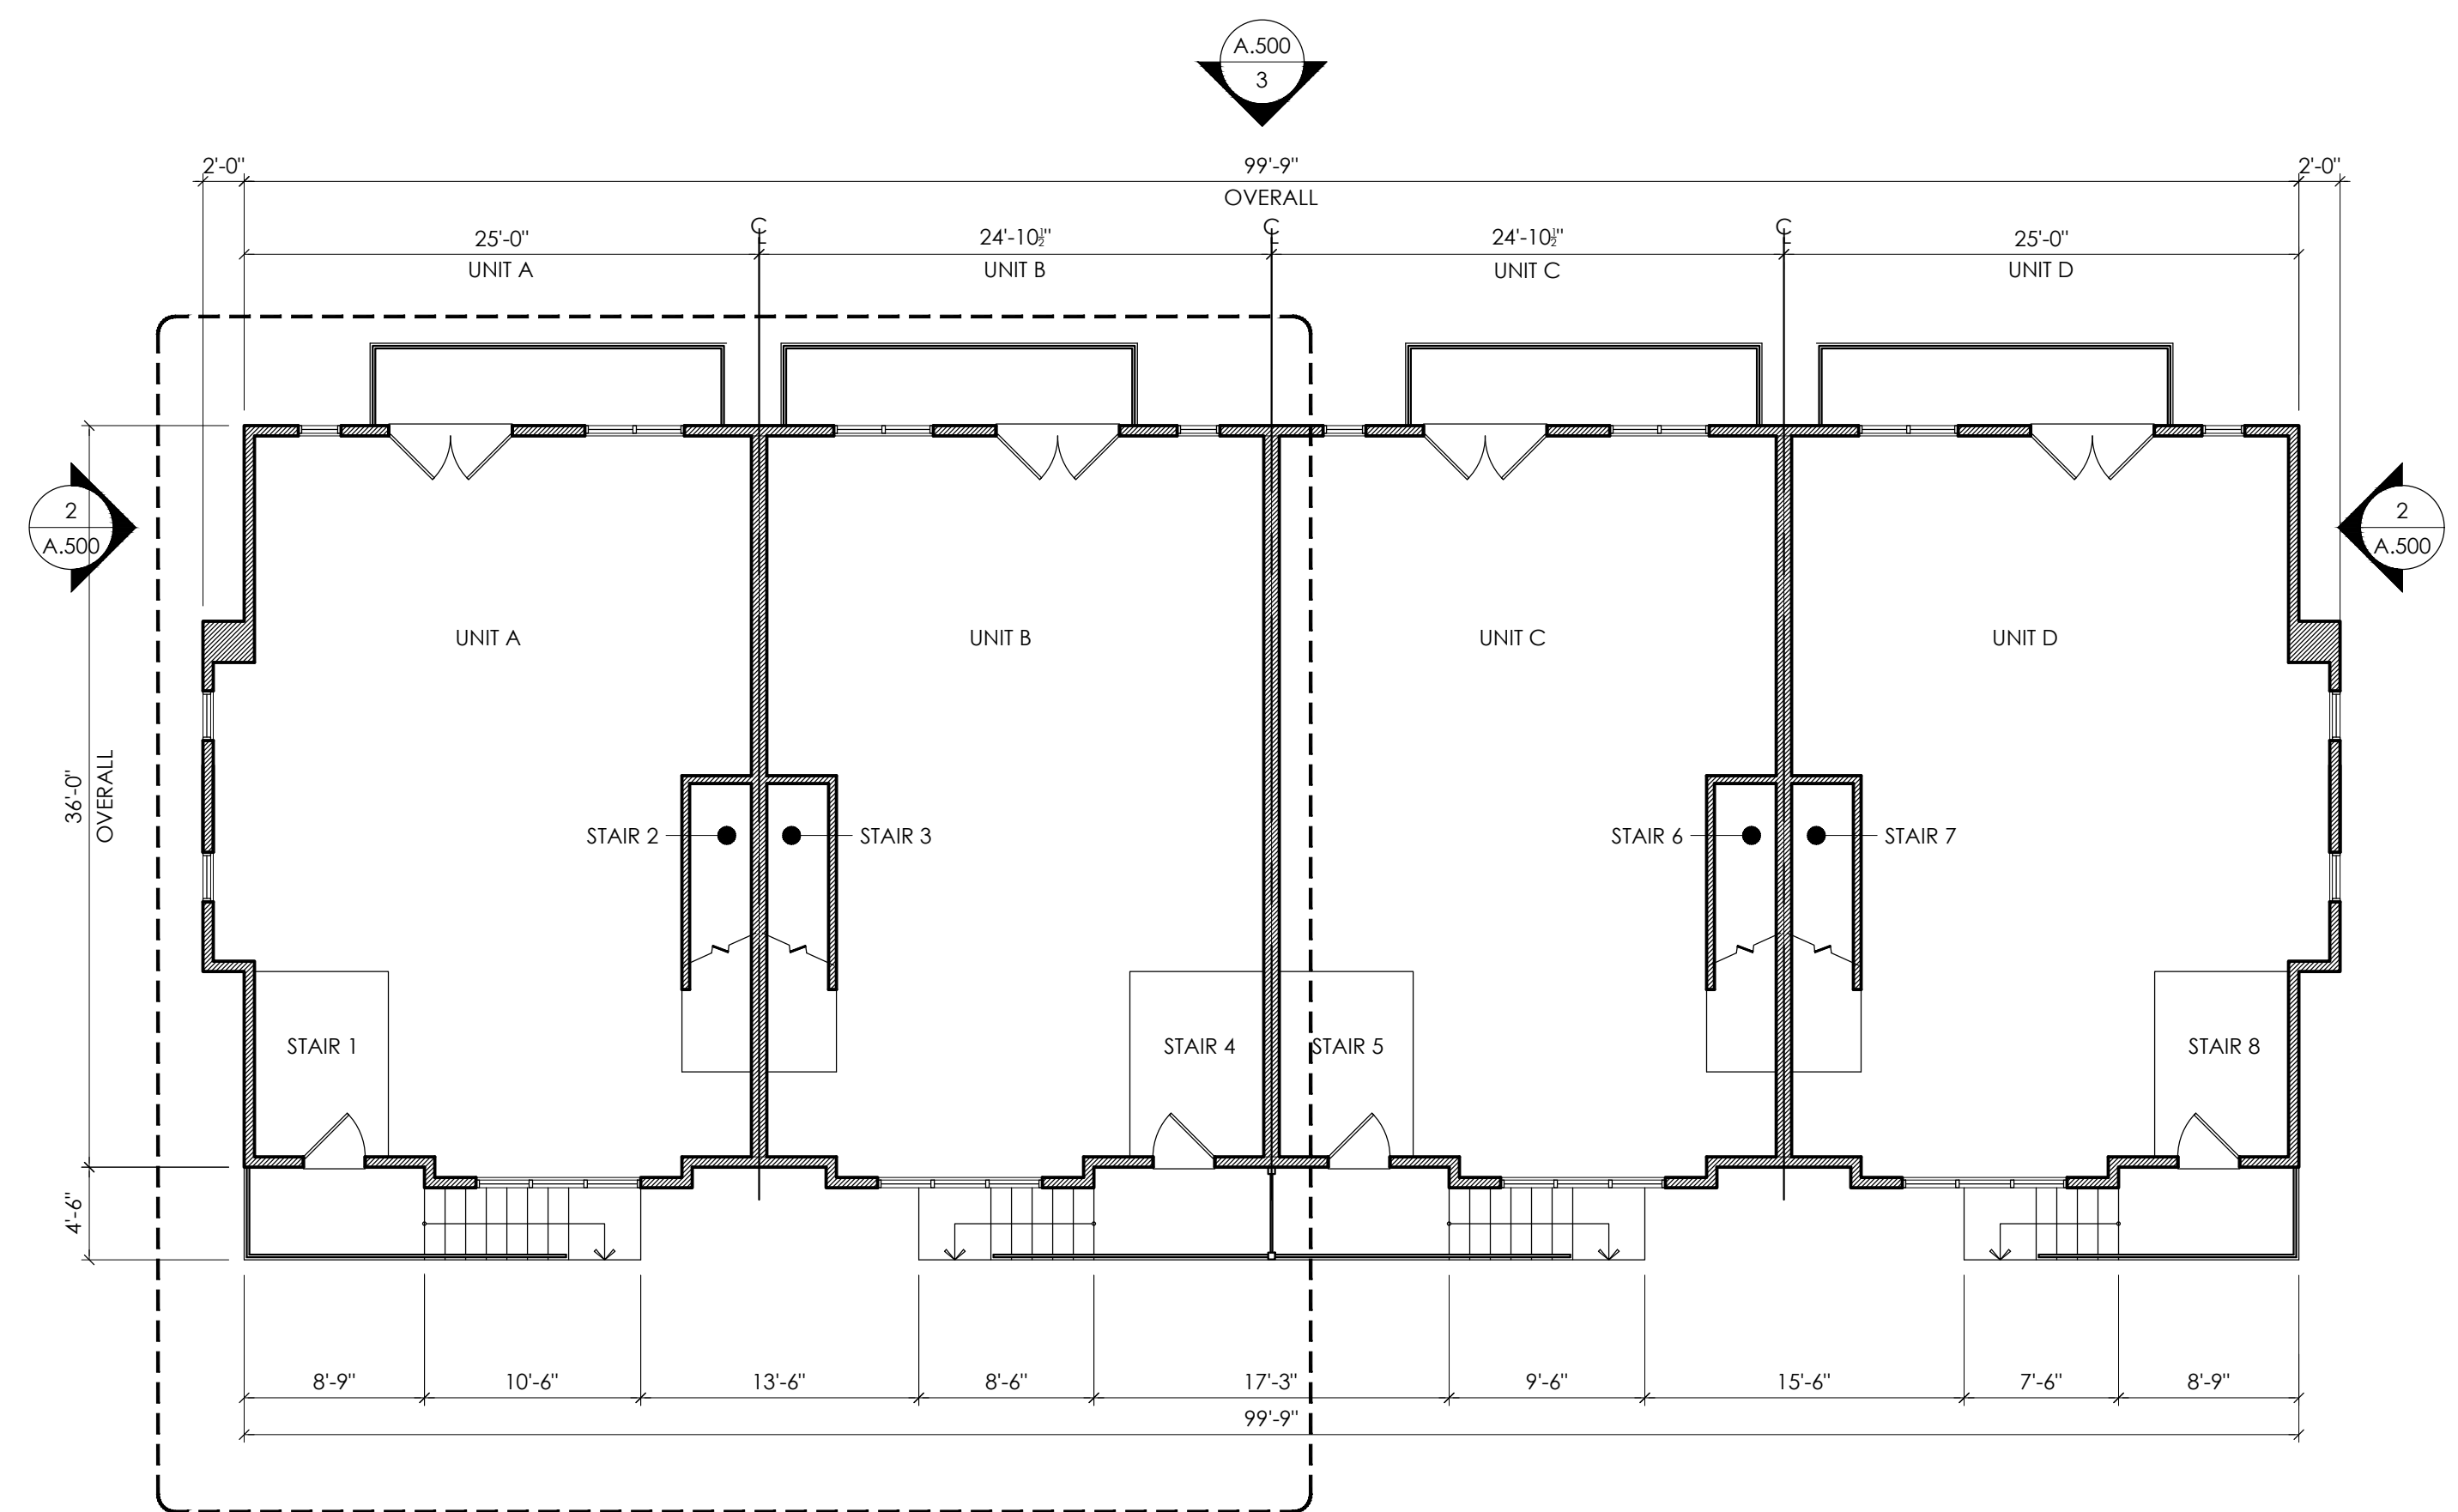 A.500
3
2'-0"
99'-9"
2'-0"
OVERALL
25'-0"
24'-10½"
24'-10½"
25'-0"
UNIT A
UNIT B
UNIT C
UNIT D
2
A.500
2
A.500
UNIT A
UNIT B
UNIT C
UNIT D
36'-0"
OVERALL
STAIR 2
STAIR 3
STAIR 6
STAIR 7
STAIR 1
STAIR 4
STAIR 5
STAIR 8
4'-6"
8'-9"
10'-6"
13'-6"
8'-6"
17'-3"
9'-6"
15'-6"
7'-6"
8'-9"
99'-9"